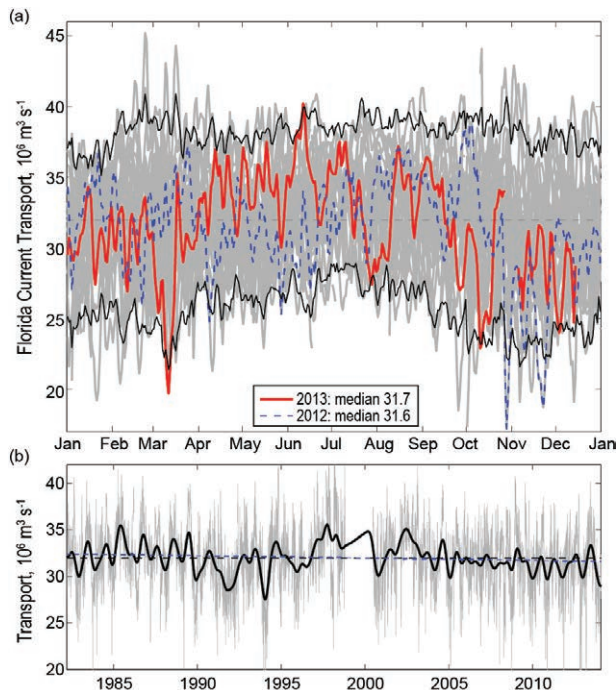 (a)
45
40
35
30
25
20
Florida Current Transport, 10⁶ m³ s⁻¹
2013: median 31.7
2012: median 31.6
Jan Feb Mar Apr May Jun Jul Aug Sep Oct Nov Dec Jan
(b)
40
35
30
25
20
Transport, 10⁶ m³ s⁻¹
1985 1990 1995 2000 2005 2010